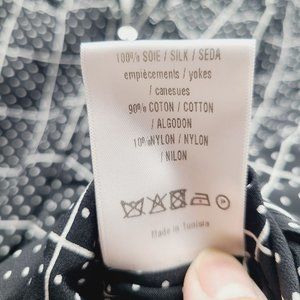 100% SOIE / SILK / SEDA
empiècements / yokes
/ canesues
90% COTON / COTTON
/ ALGODON
10%NYLON / NYLON
/ NILON
Made in Tunisia